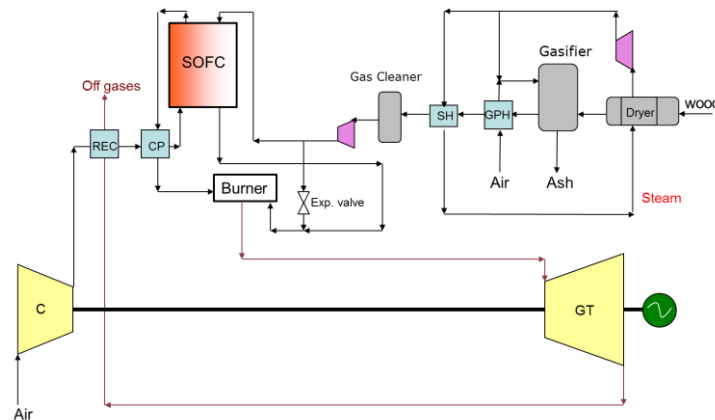 SOFC
Gasifier
Gas Cleaner
Off gases
wood
Dryer
SH
GPH
REC
CP
Burner
Exp. valve
Air
Ash
Steam
C
GT
Air